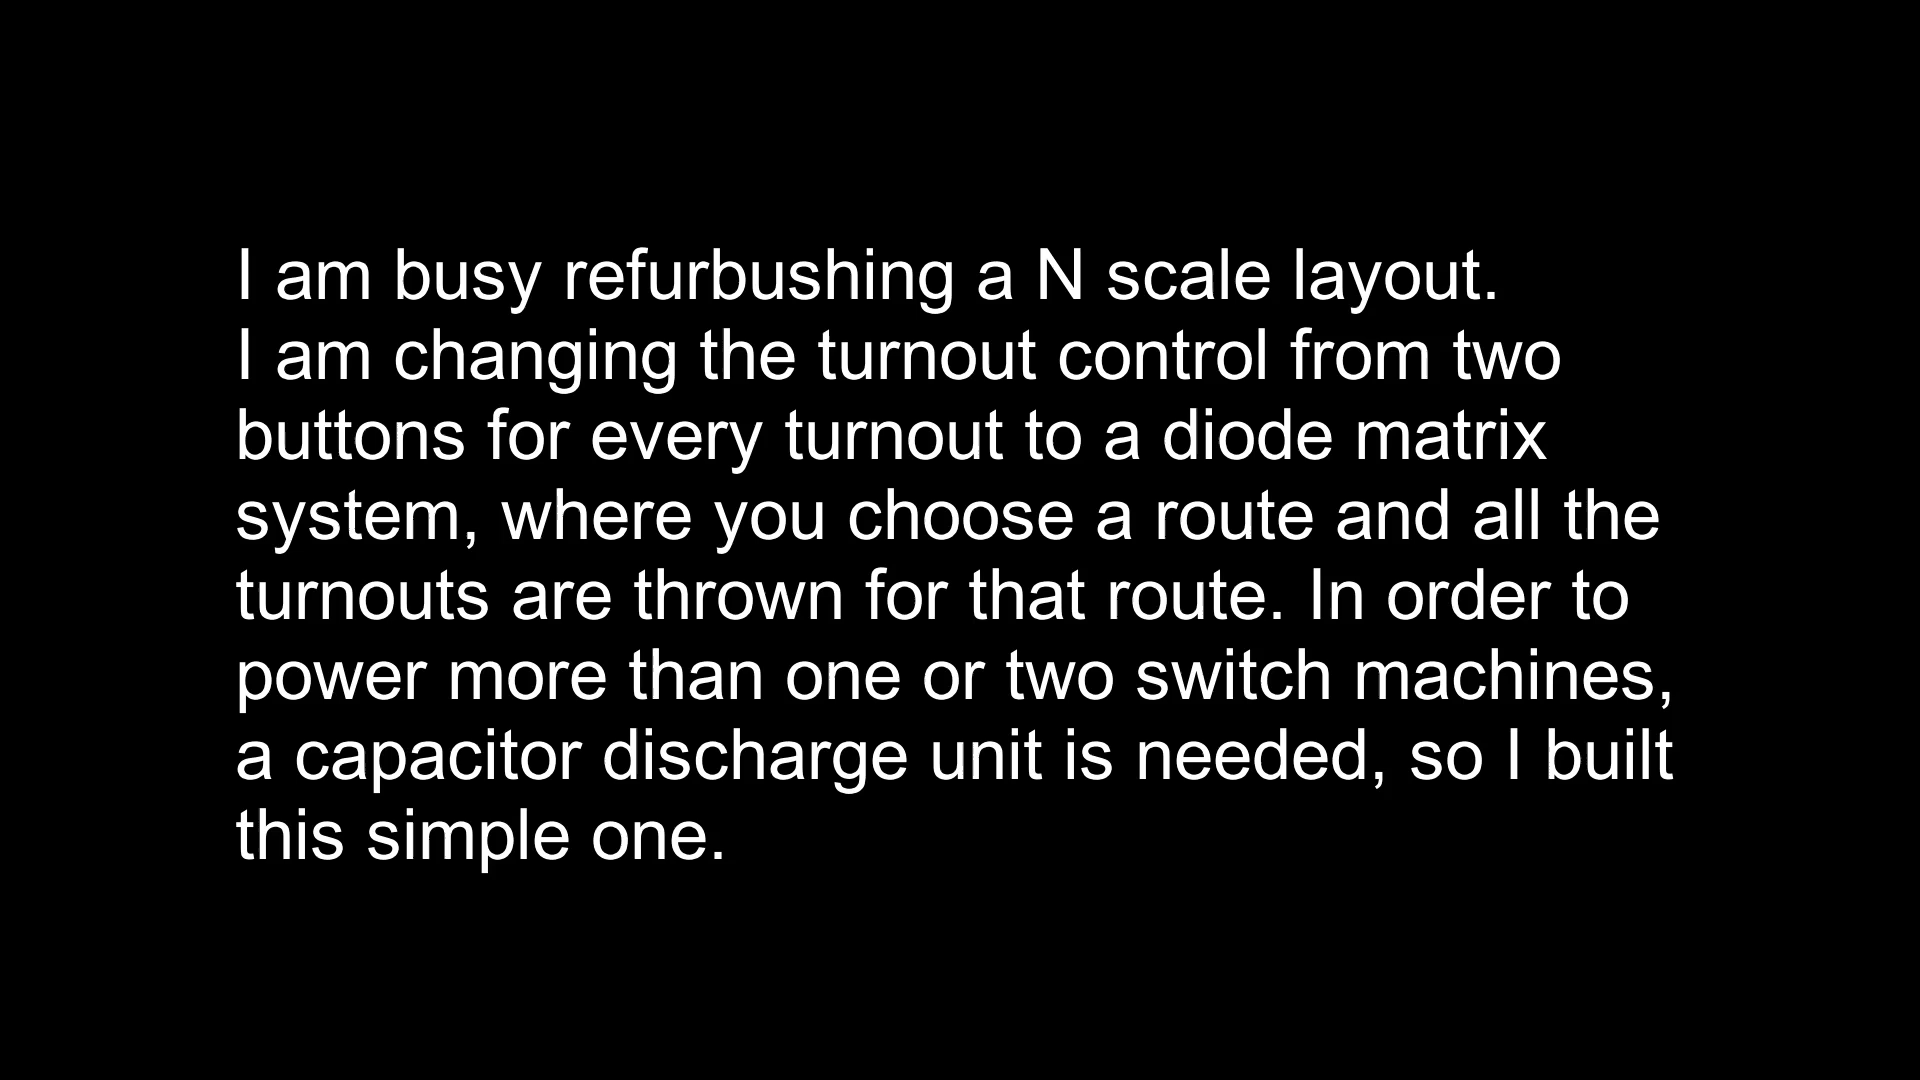 I am busy refurbushing a N scale layout.
I am changing the turnout control from two
buttons for every turnout to a diode matrix
system, where you choose a route and all the
turnouts are thrown for that route. In order to
power more than one or two switch machines,
a capacitor discharge unit is needed, so I built
this simple one.